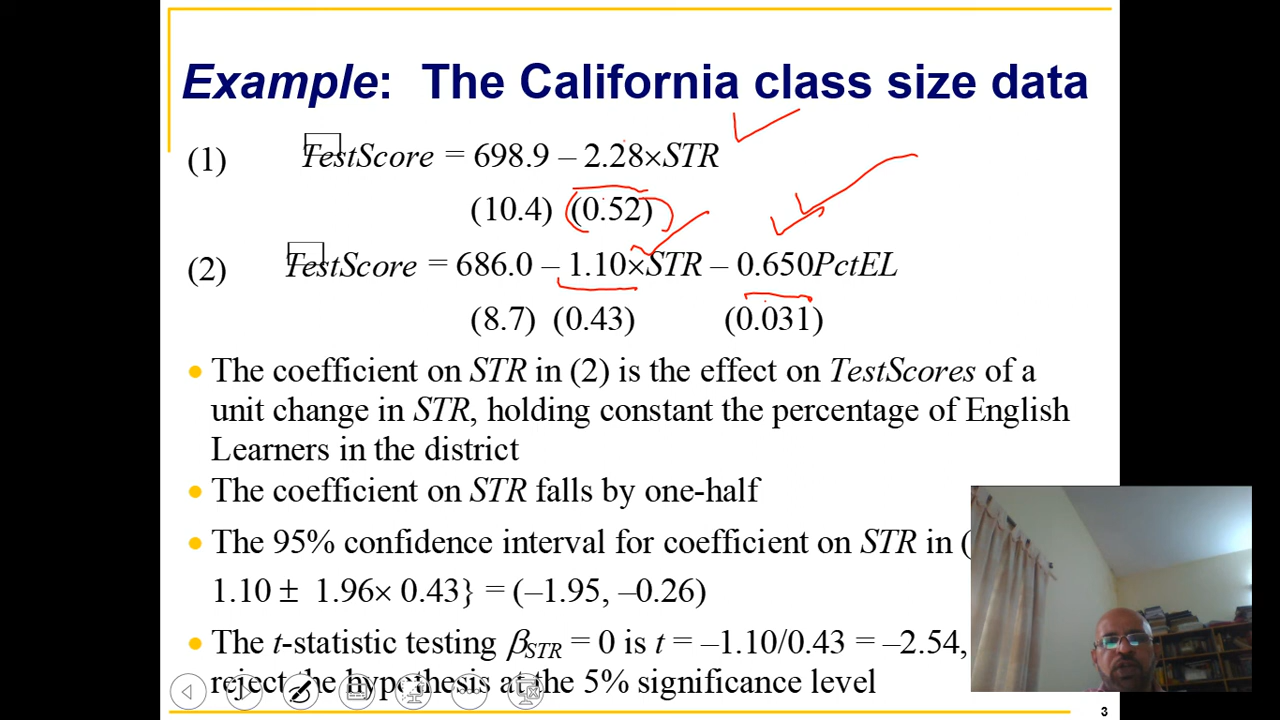 Example: The California class size data
(1) TestScore = 698.9 – 2.28×STR
(10.4) (0.52)
(2) TestScore = 686.0 – 1.10×STR – 0.650PctEL
(8.7) (0.43) (0.031)
• The coefficient on STR in (2) is the effect on TestScores of a
unit change in STR, holding constant the percentage of English
Learners in the district
• The coefficient on STR falls by one-half
• The 95% confidence interval for coefficient on STR in (
1.10 ± 1.96× 0.43} = (–1.95, –0.26)
• The t-statistic testing βSTR = 0 is t = –1.10/0.43 = –2.54,
reject the hypothesis at the 5% significance level
3